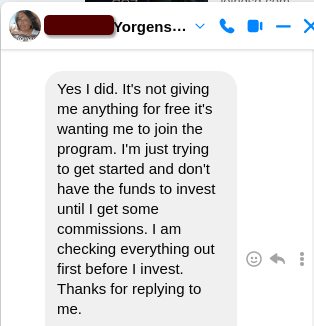 Yorgens...
Yes I did. It's not giving
me anything for free it's
wanting me to join the
program. I'm just trying
to get started and don't
have the funds to invest
until I get some
commissions. I am
checking everything out
first before I invest.
Thanks for replying to
me.